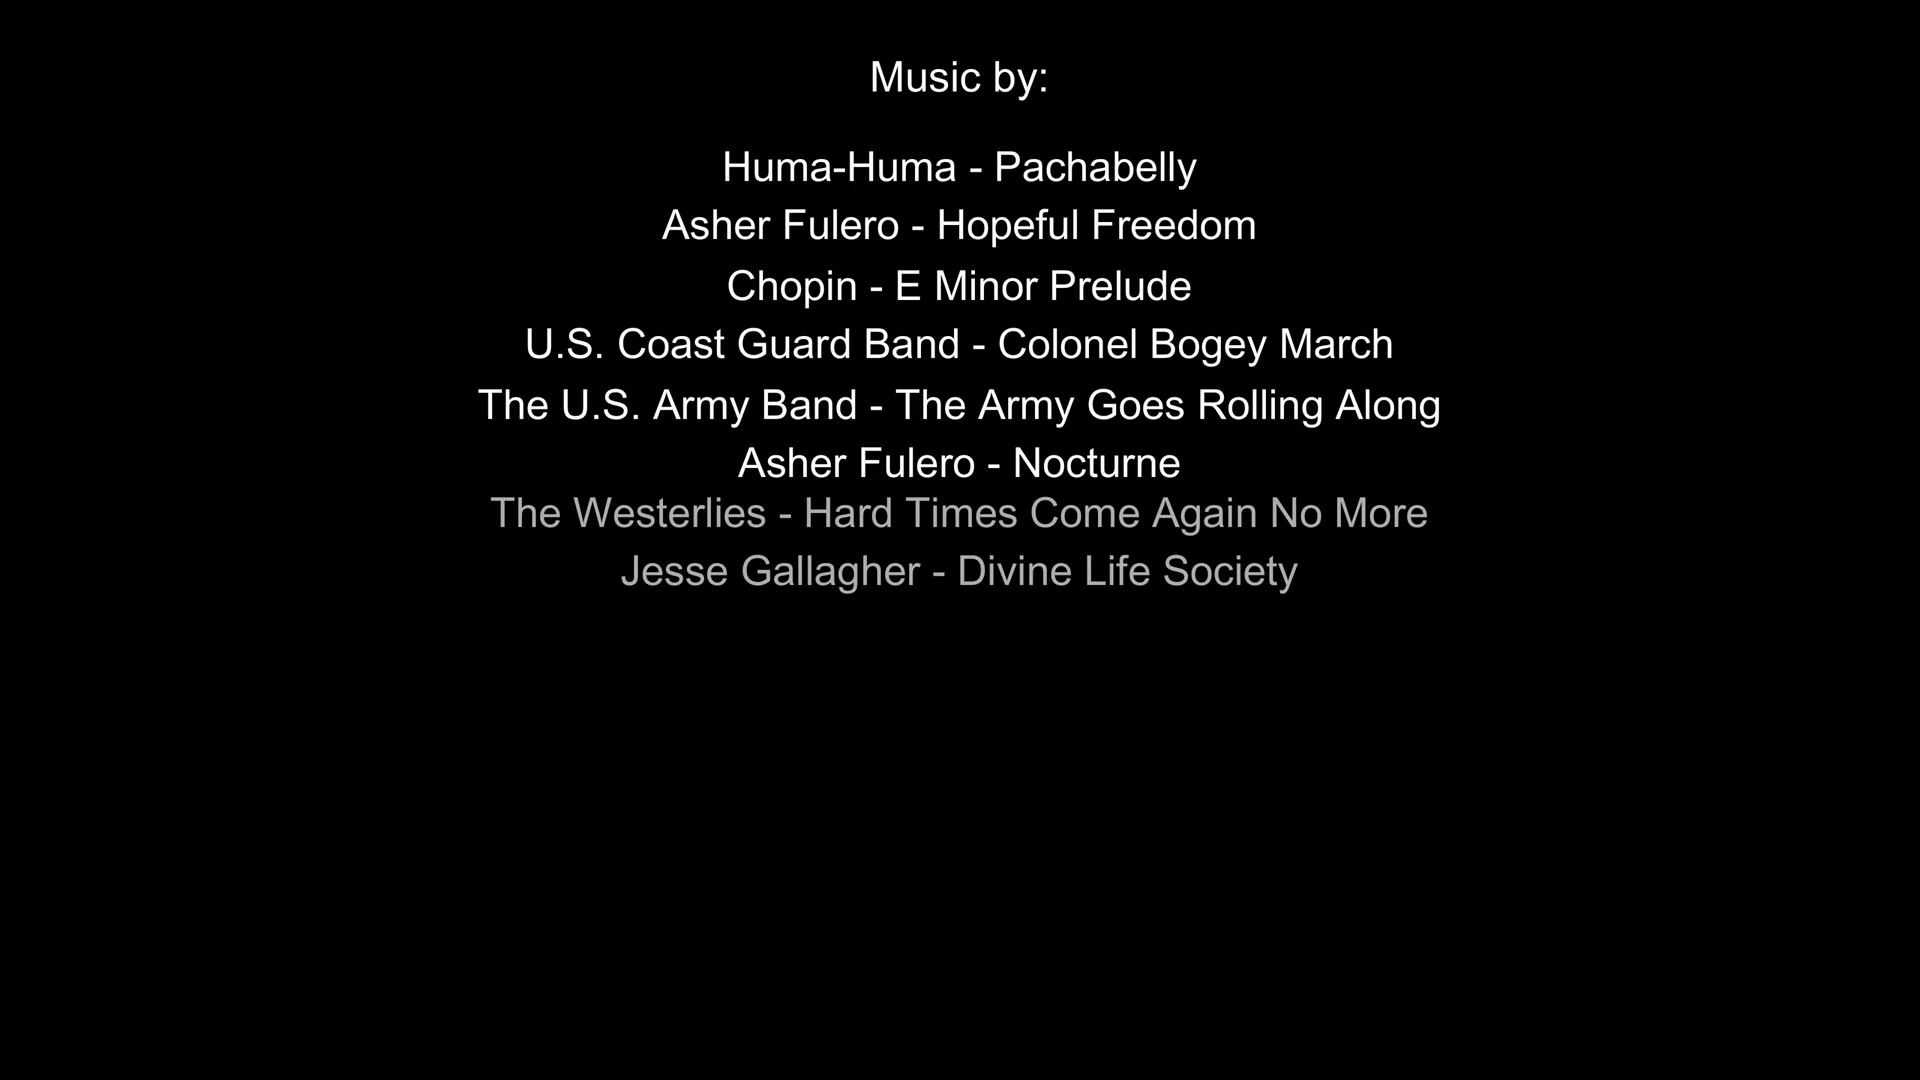 Music by:
Huma-Huma - Pachabelly
Asher Fulero - Hopeful Freedom
Chopin - E Minor Prelude
U.S. Coast Guard Band - Colonel Bogey March
The U.S. Army Band - The Army Goes Rolling Along
Asher Fulero - Nocturne
The Westerlies - Hard Times Come Again No More
Jesse Gallagher - Divine Life Society